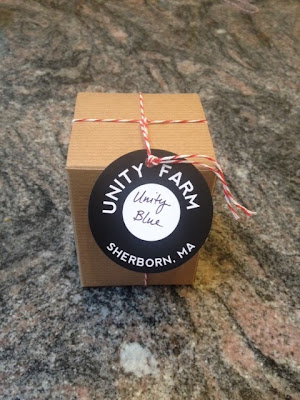 UNITY FARM
Unity
Blue
SHERBORN, MA